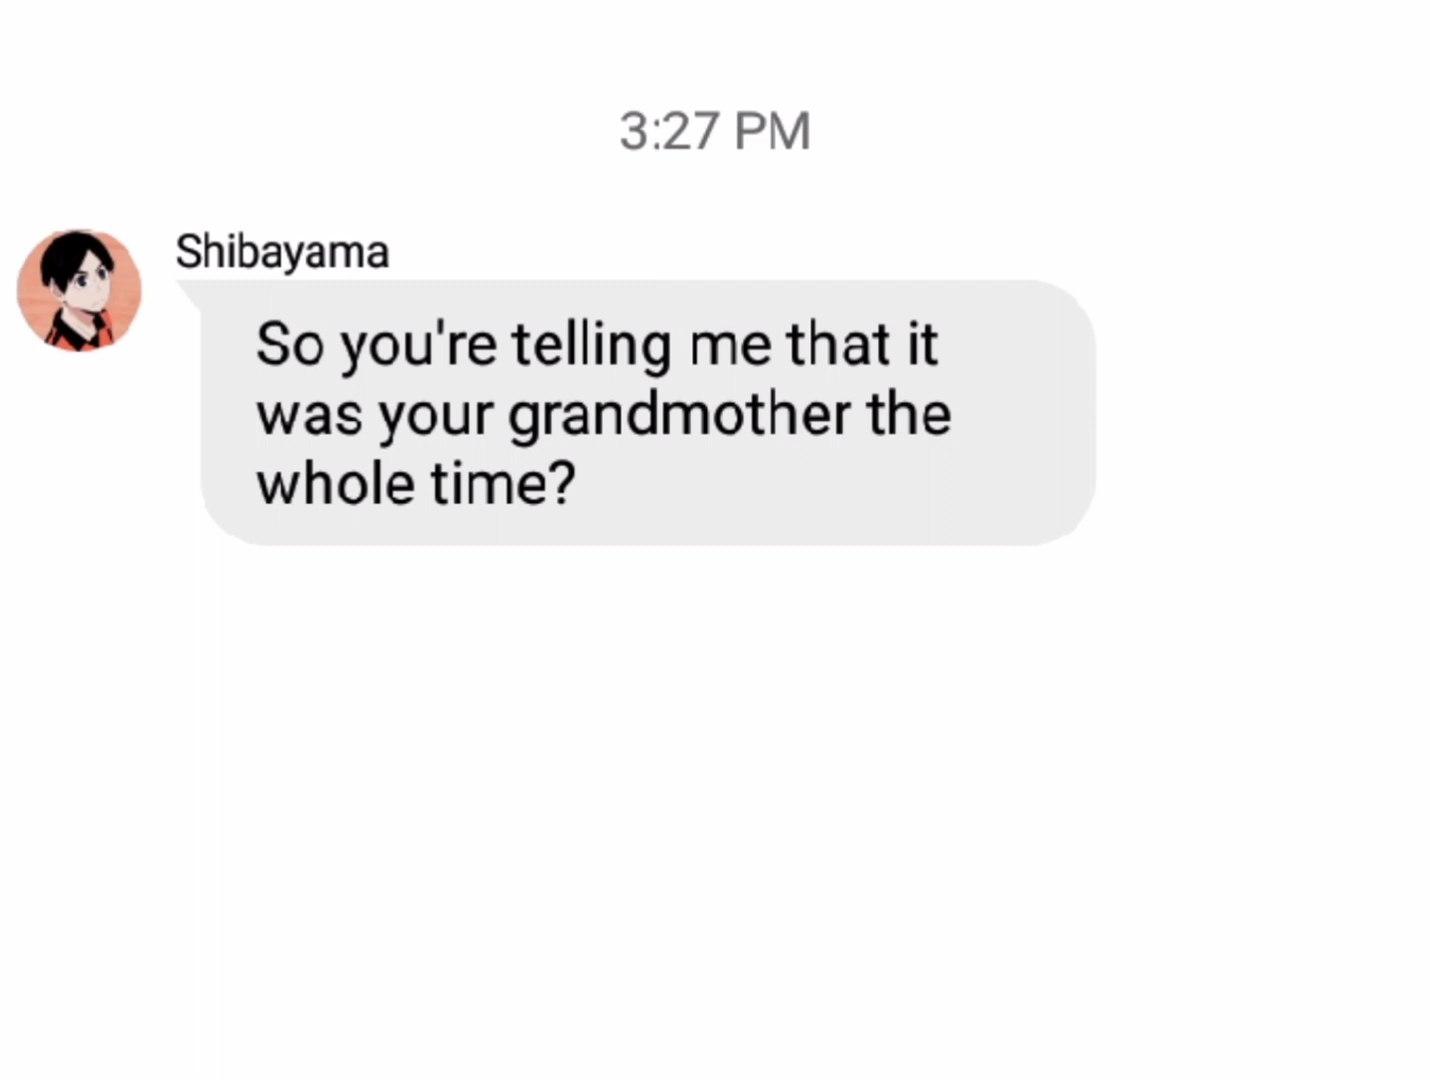 3:27 PM
Shibayama
So you're telling me that it
was your grandmother the
whole time?